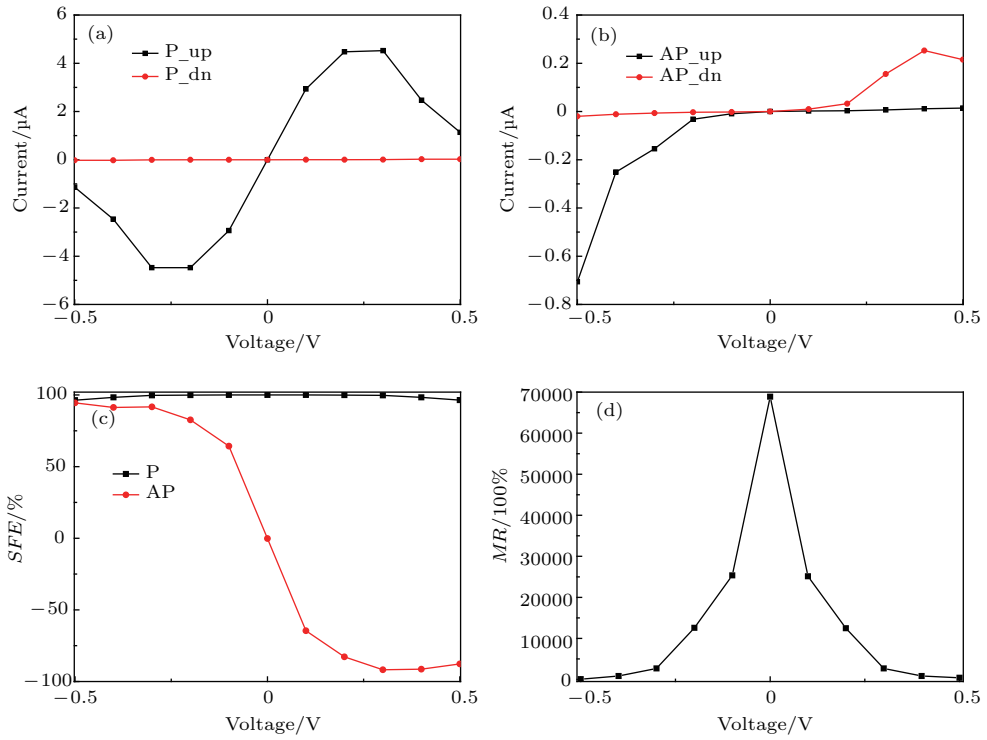 (a)
P_up
P_dn
6
4
2
0
−2
−4
−6
Current/μA
−0.5
0
0.5
Voltage/V
(b)
AP_up
AP_dn
0.4
0.2
0
−0.2
−0.4
−0.6
−0.8
Current/μA
−0.5
0
0.5
Voltage/V
(c)
P
AP
100
50
0
−50
−100
SFE/%
−0.5
0
0.5
Voltage/V
(d)
70000
60000
50000
40000
30000
20000
10000
0
MR/100%
−0.5
0
0.5
Voltage/V